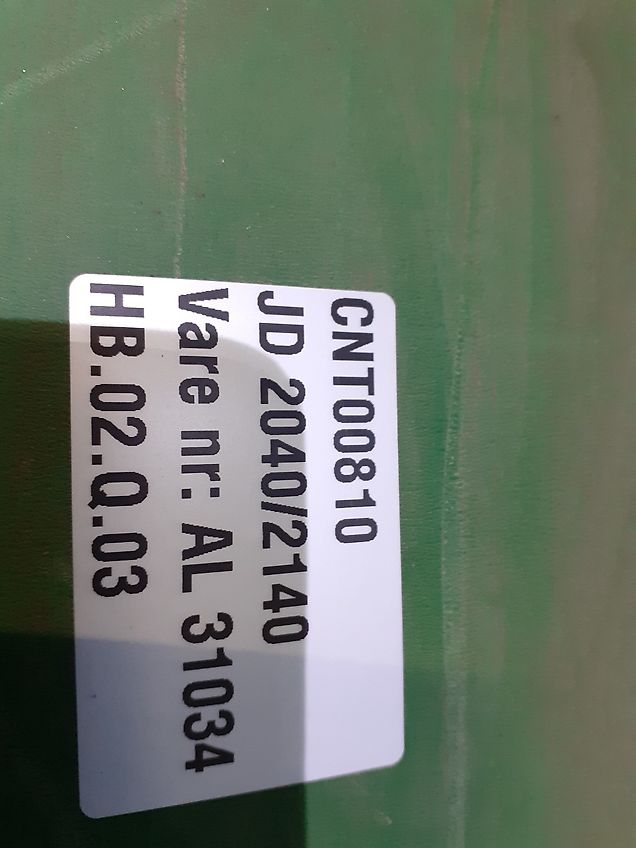 CNT00810
JD 2040/2140
Vare nr: AL 31034
HB.02.Q.03